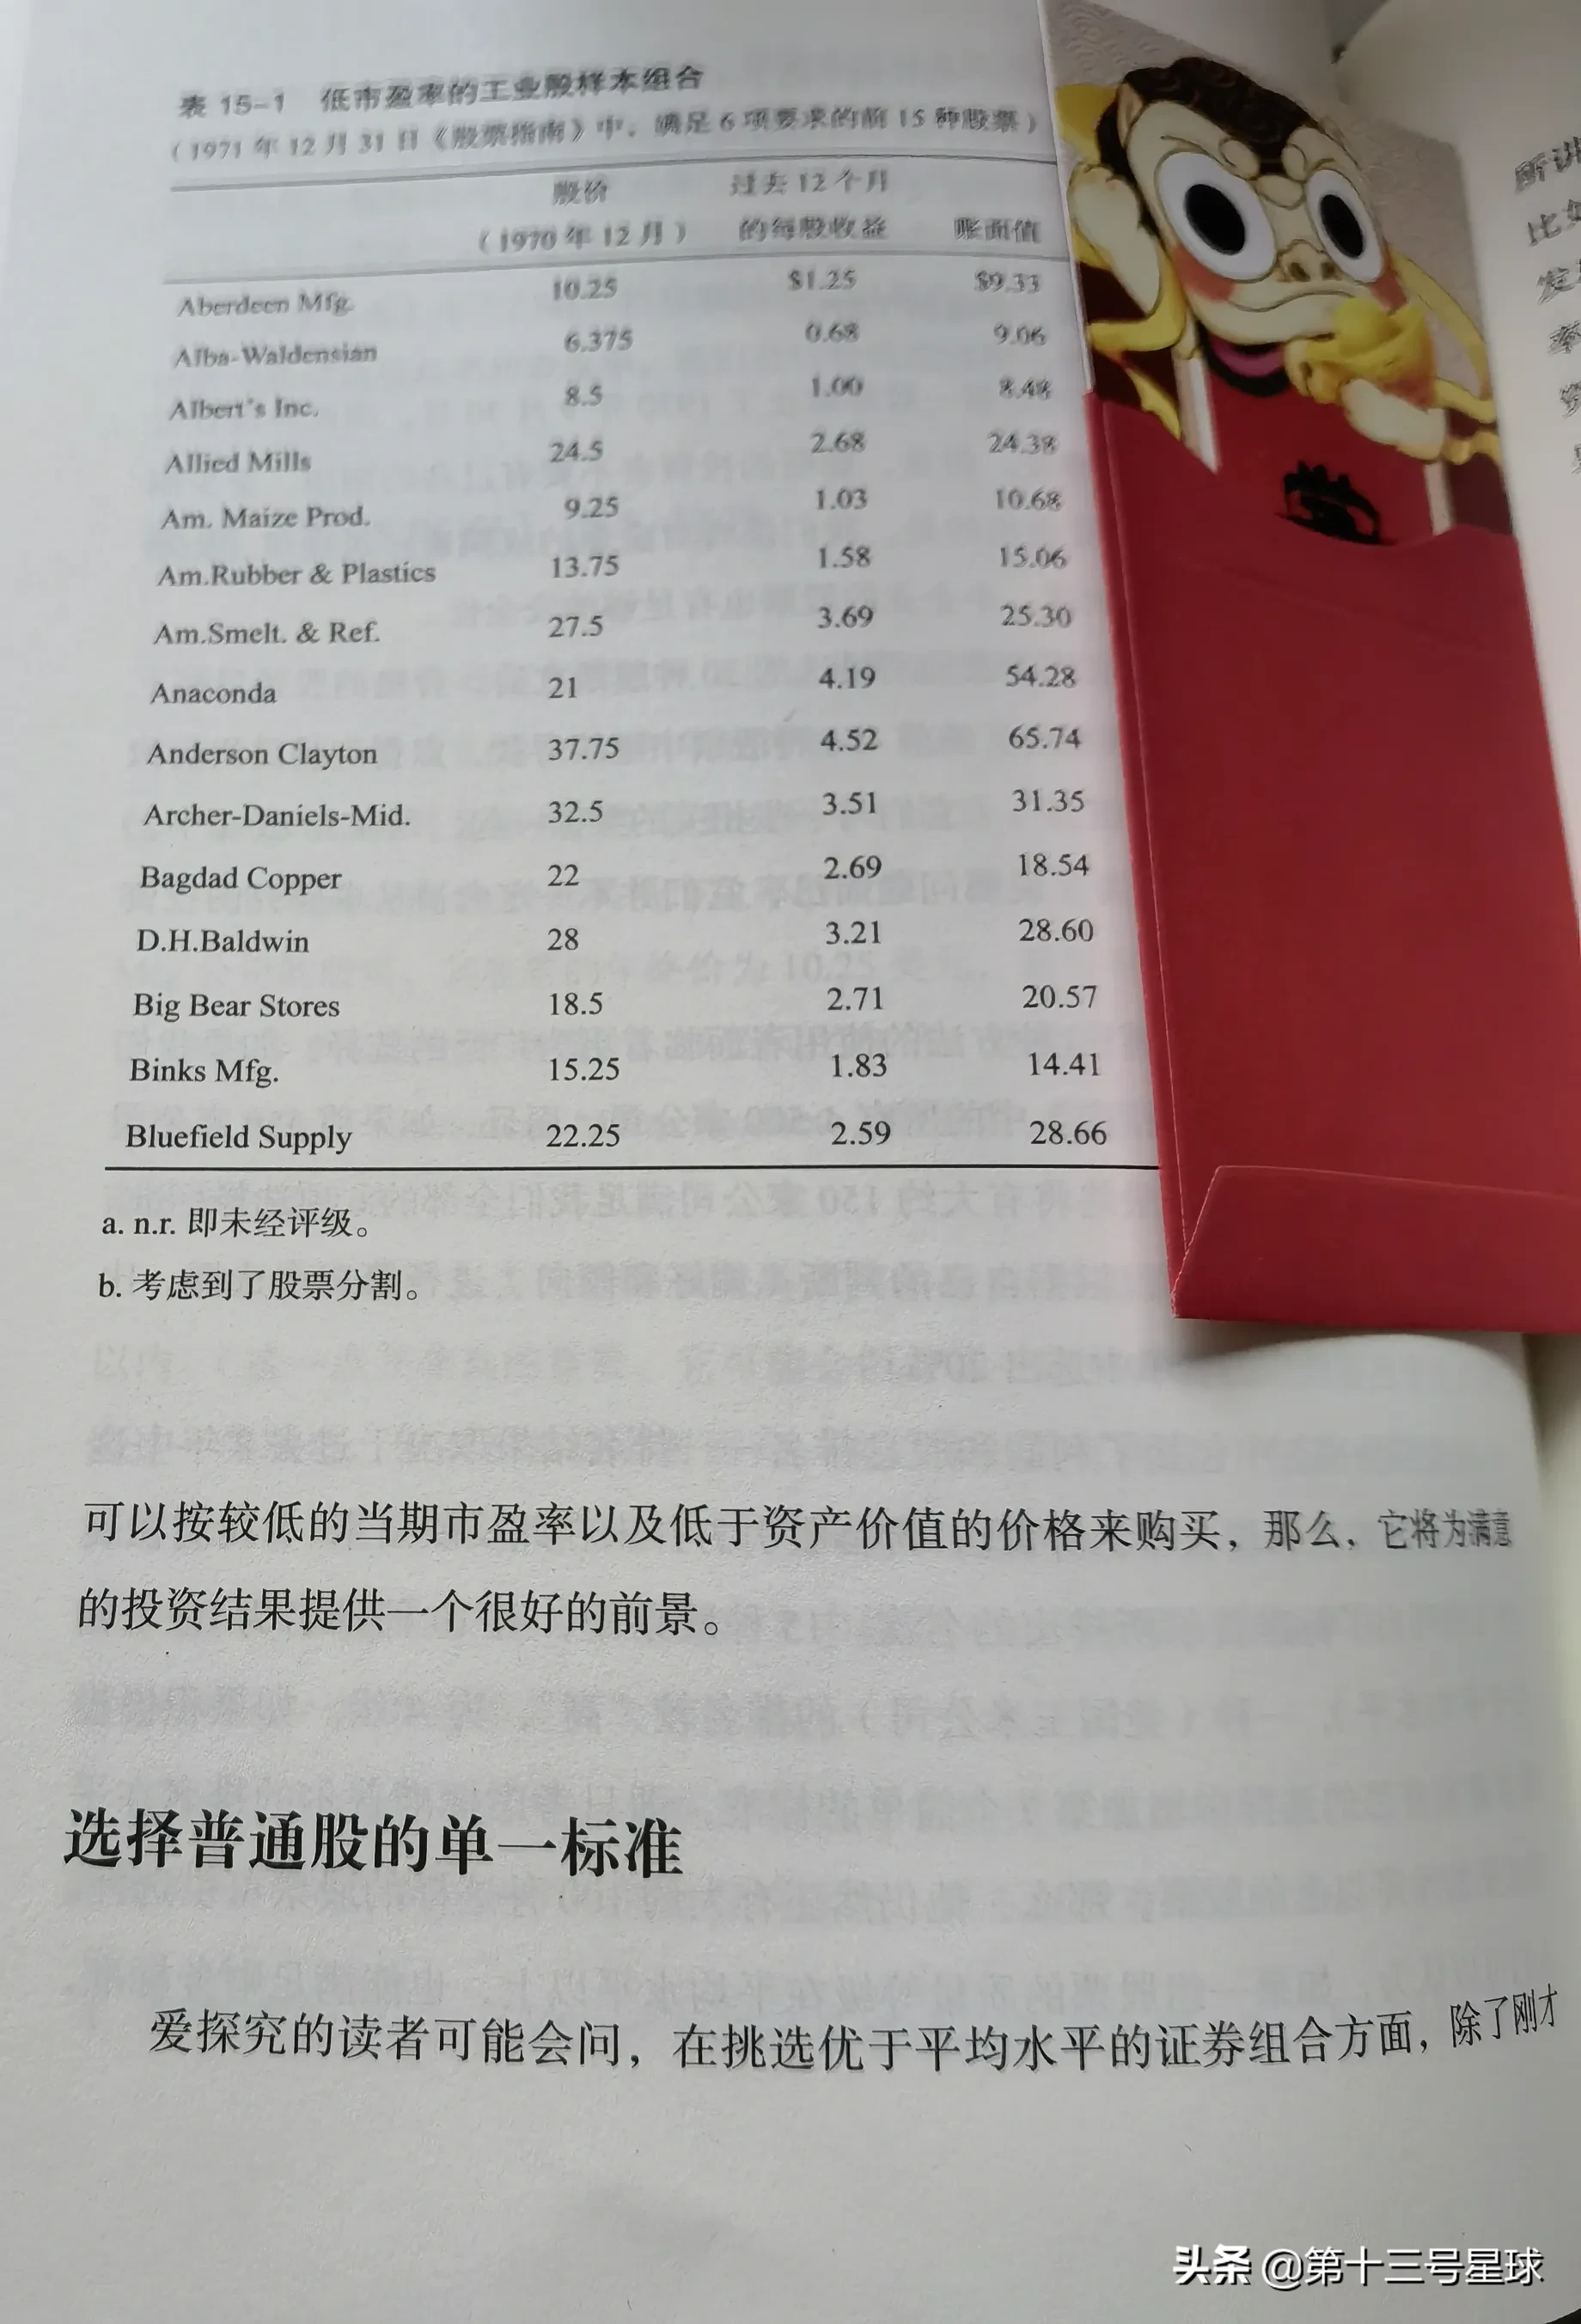 表 15-1 低市盈率的工业股样本组合
（1971 年 12 月 31 日《股票指南》中，满足 6 项要求的前 15 种股票）
股价 过去 12 个月
（1970 年 12 月） 的每股收益 账面值
Aberdeen Mfg. 10.25 $1.25 $9.33
Alba-Waldensian 6.375 0.68 9.06
Albert's Inc. 8.5 1.00 8.48
Allied Mills 24.5 2.68 24.38
Am. Maize Prod. 9.25 1.03 10.68
Am.Rubber & Plastics 13.75 1.58 15.06
Am.Smelt. & Ref. 27.5 3.69 25.30
Anaconda 21 4.19 54.28
Anderson Clayton 37.75 4.52 65.74
Archer-Daniels-Mid. 32.5 3.51 31.35
Bagdad Copper 22 2.69 18.54
D.H.Baldwin 28 3.21 28.60
Big Bear Stores 18.5 2.71 20.57
Binks Mfg. 15.25 1.83 14.41
Bluefield Supply 22.25 2.59 28.66
a. n.r. 即未经评级。
b. 考虑到了股票分割。
可以按较低的当期市盈率以及低于资产价值的价格来购买，那么，它将为满意
的投资结果提供一个很好的前景。
选择普通股的单一标准
爱探究的读者可能会问，在挑选优于平均水平的证券组合方面，除了刚才
所讲
比如
发
率
头条 @第十三号星球